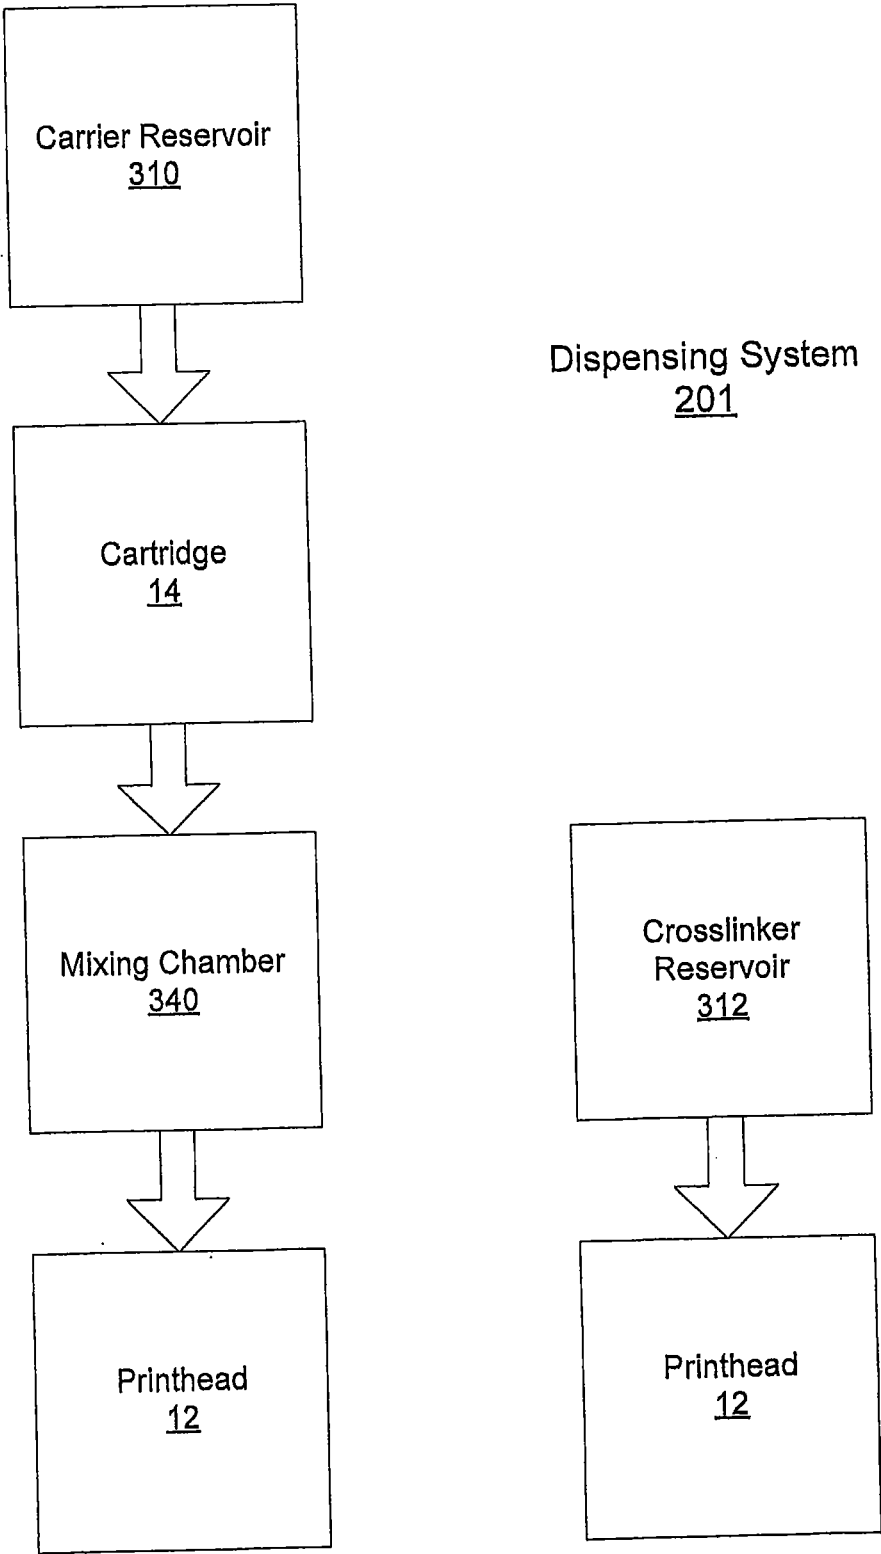 Carrier Reservoir
310
Dispensing System
201
Cartridge
14
Mixing Chamber
340
Crosslinker
Reservoir
312
Printhead
12
Printhead
12